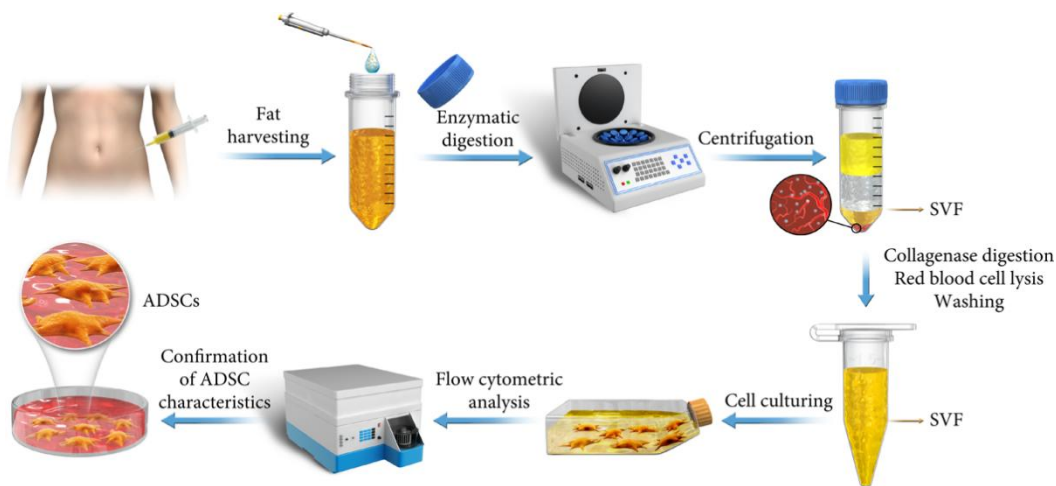 Fat
harvesting
Enzymatic
digestion
Centrifugation
SVF
Collagenase digestion
Red blood cell lysis
Washing
SVF
Cell culturing
Flow cytometric
analysis
Confirmation
of ADSC
characteristics
ADSCs